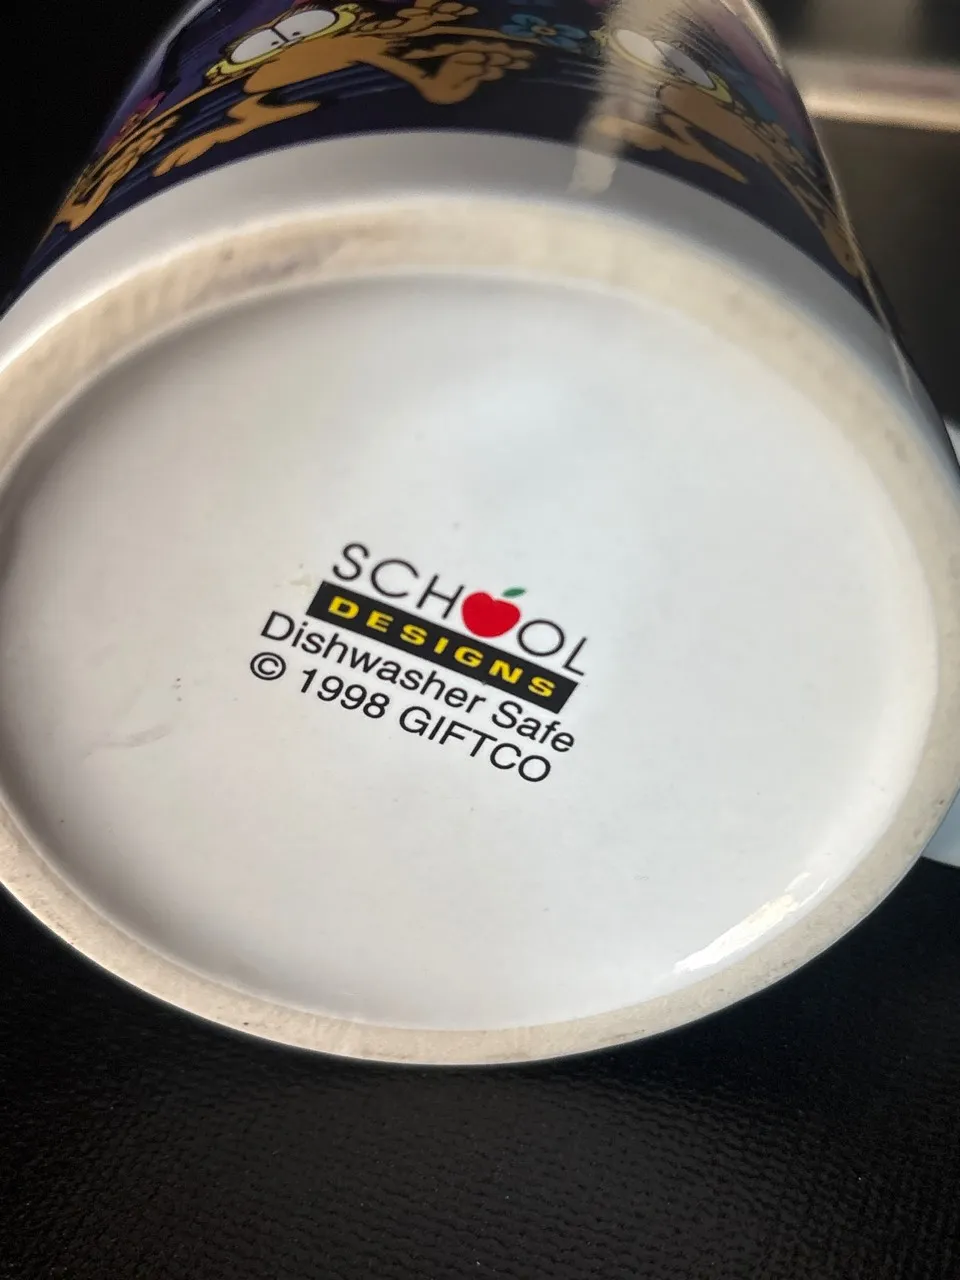 SCHOOL
DESIGNS
Dishwasher Safe
© 1998 GIFTCO